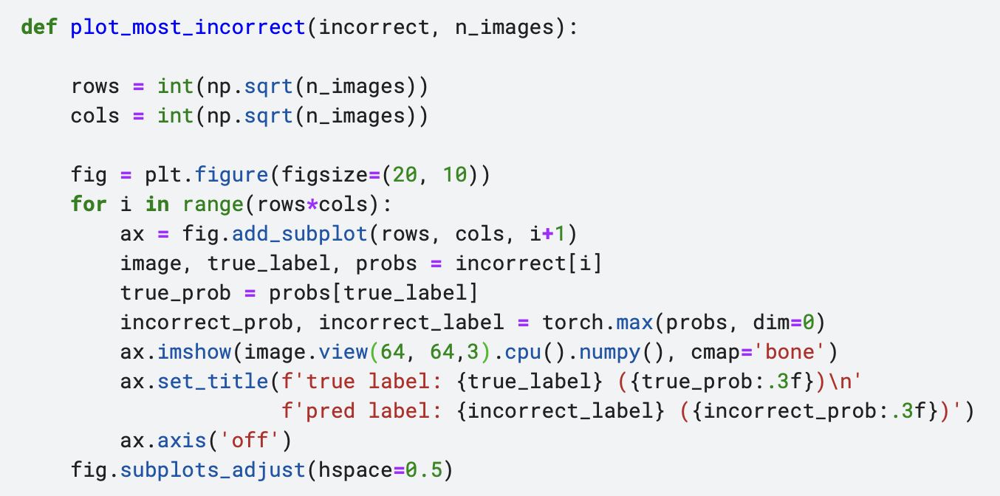 def plot_most_incorrect(incorrect, n_images):

    rows = int(np.sqrt(n_images))
    cols = int(np.sqrt(n_images))

    fig = plt.figure(figsize=(20, 10))
    for i in range(rows*cols):
        ax = fig.add_subplot(rows, cols, i+1)
        image, true_label, probs = incorrect[i]
        true_prob = probs[true_label]
        incorrect_prob, incorrect_label = torch.max(probs, dim=0)
        ax.imshow(image.view(64, 64,3).cpu().numpy(), cmap='bone')
        ax.set_title(f'true label: {true_label} ({true_prob:.3f})\n'
                     f'pred label: {incorrect_label} ({incorrect_prob:.3f})')
        ax.axis('off')
    fig.subplots_adjust(hspace=0.5)